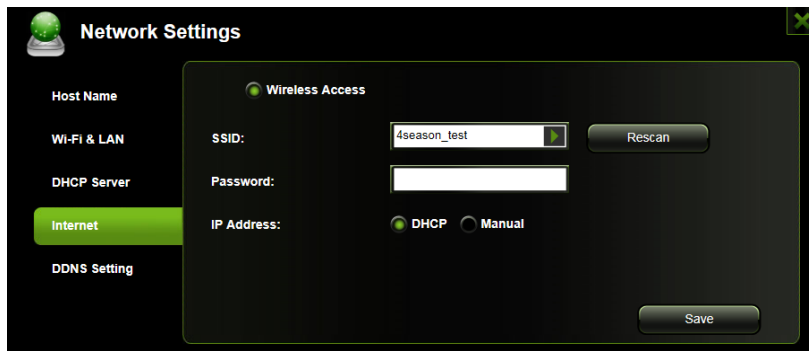 Network Settings
Host Name
Wi-Fi & LAN
DHCP Server
Internet
DDNS Setting
Wireless Access
SSID: 4season_test Rescan
Password:
IP Address: DHCP Manual
Save